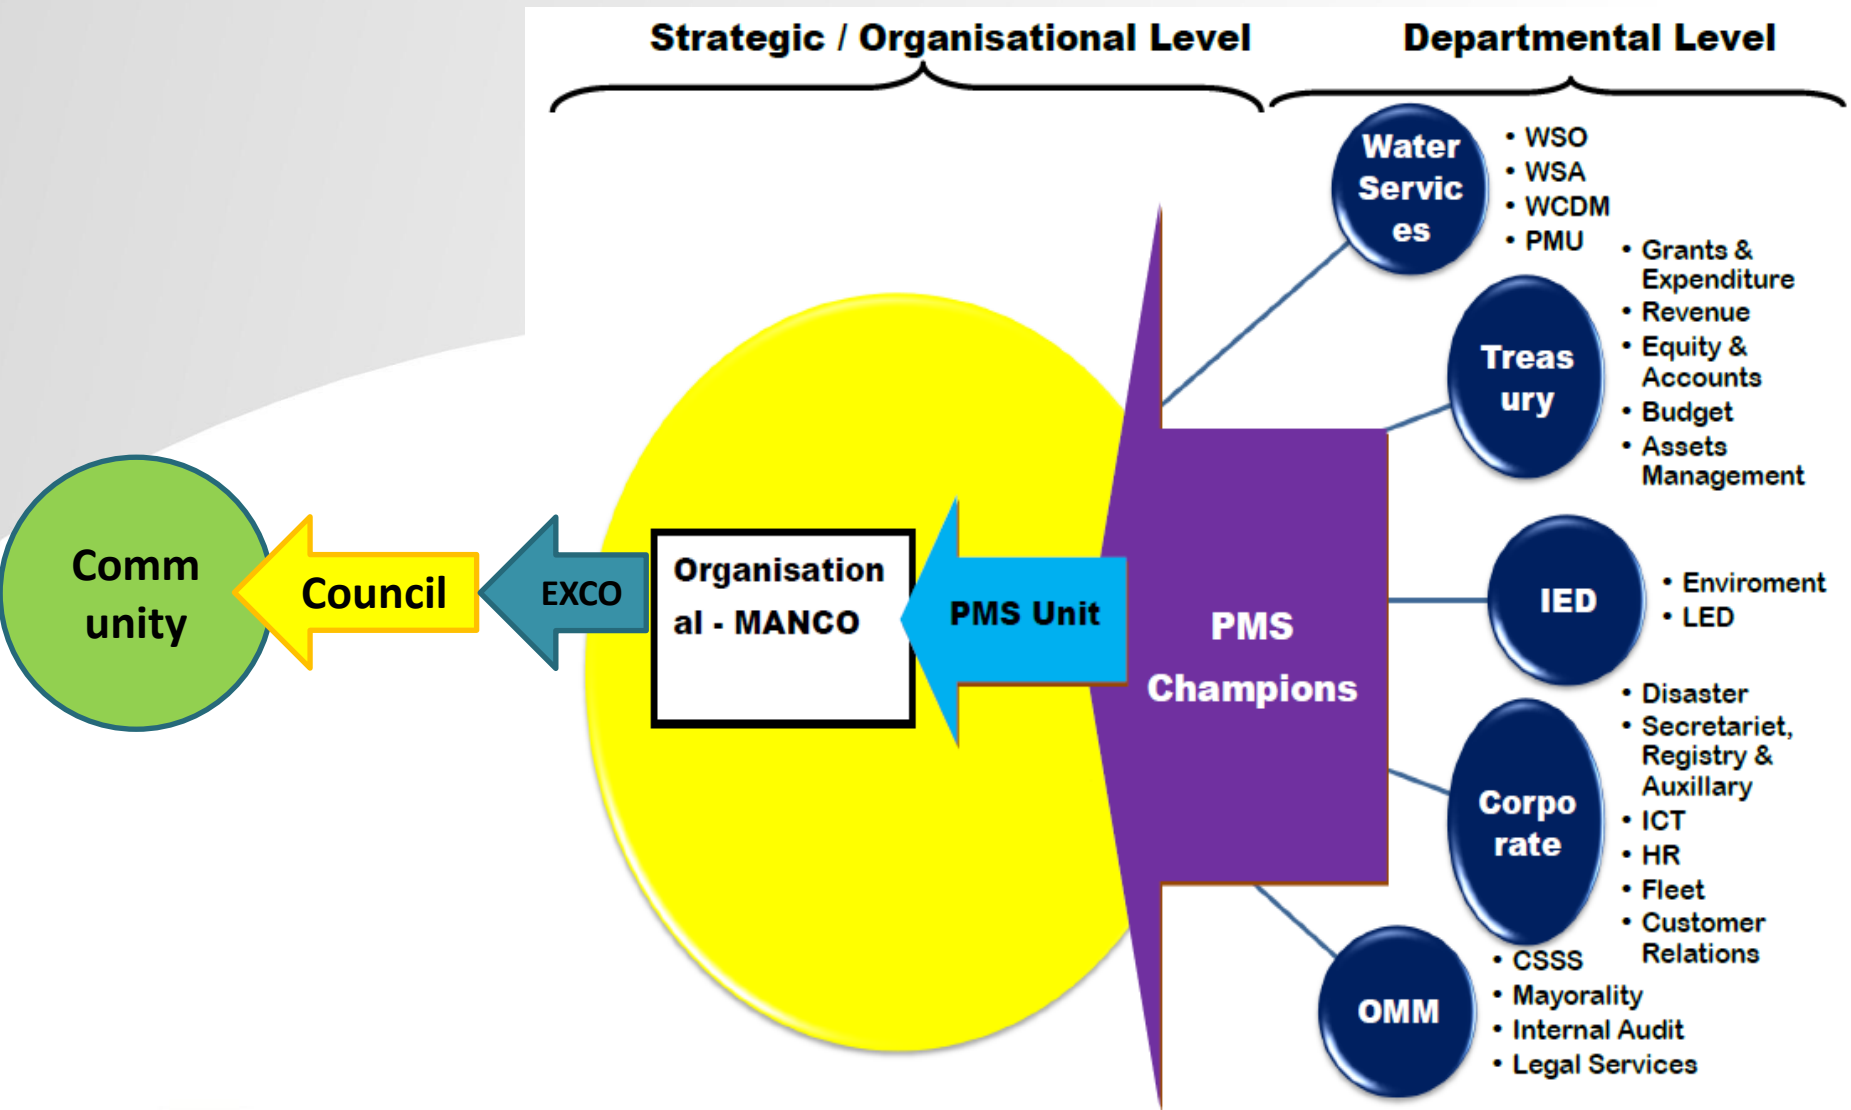 Strategic / Organisational Level
Departmental Level
Water
Servic
es
• WSO
• WSA
• WCDM
• PMU
Treas
ury
• Grants &
Expenditure
• Revenue
• Equity &
Accounts
• Budget
• Assets
Management
Comm
unity
Council
EXCO
Organisation
al - MANCO
PMS Unit
PMS
Champions
IED
• Enviroment
• LED
Corpo
rate
• Disaster
• Secretariet,
Registry &
Auxillary
• ICT
• HR
• Fleet
• Customer
Relations
OMM
• CSSS
• Mayorality
• Internal Audit
• Legal Services